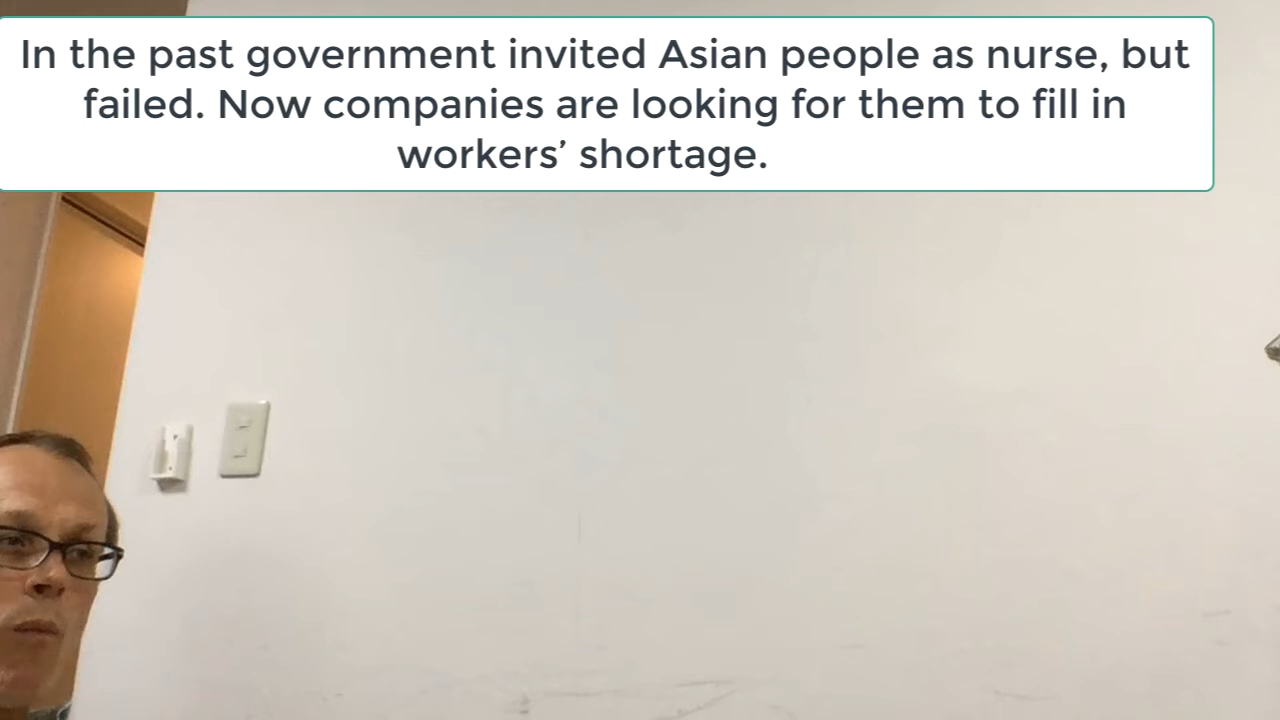 In the past government invited Asian people as nurse, but
failed. Now companies are looking for them to fill in
workers’ shortage.